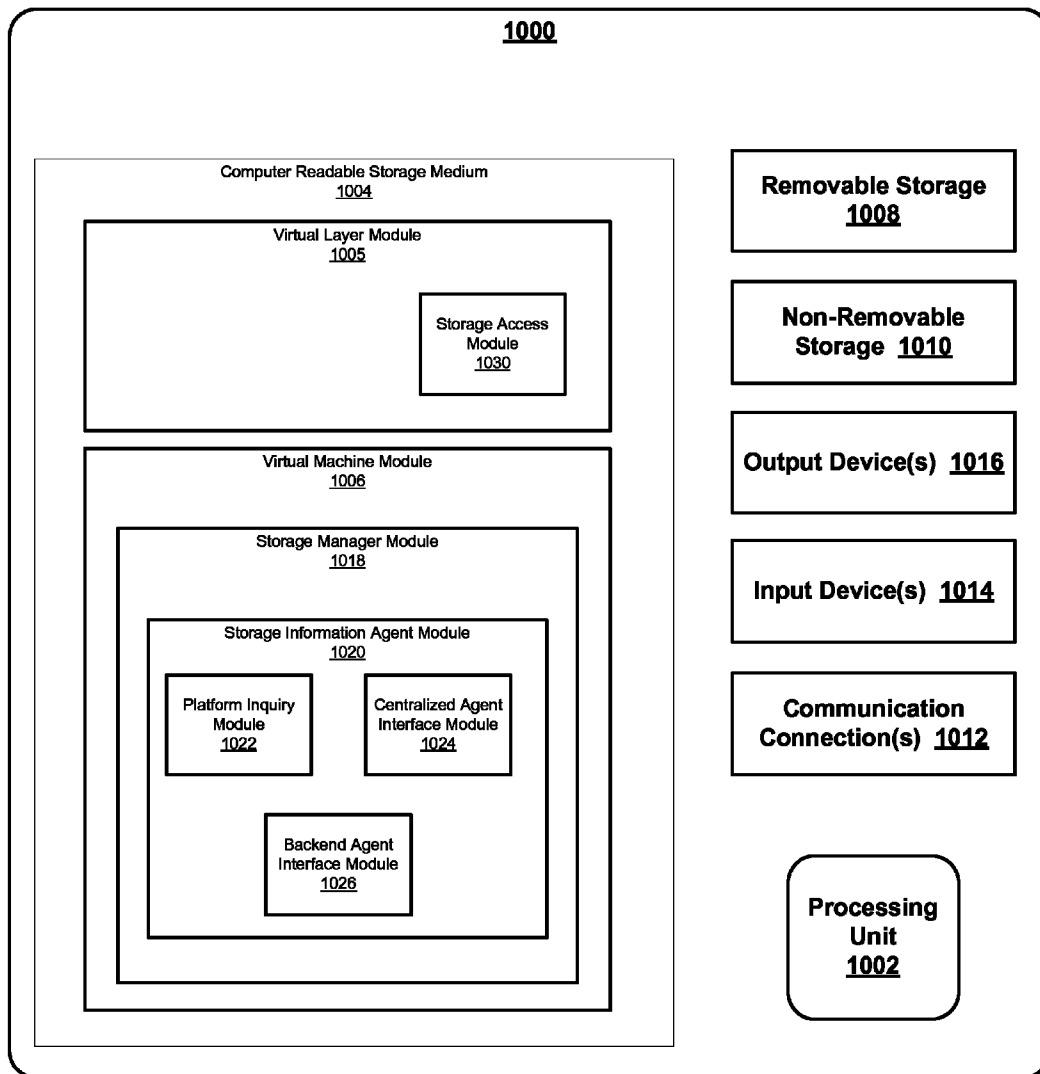 1000
Computer Readable Storage Medium
1004
Virtual Layer Module
1005
Storage Access
Module
1030
Virtual Machine Module
1006
Storage Manager Module
1018
Storage Information Agent Module
1020
Platform Inquiry
Module
1022
Centralized Agent
Interface Module
1024
Backend Agent
Interface Module
1026
Removable Storage
1008
Non-Removable
Storage 1010
Output Device(s) 1016
Input Device(s) 1014
Communication
Connection(s) 1012
Processing
Unit
1002